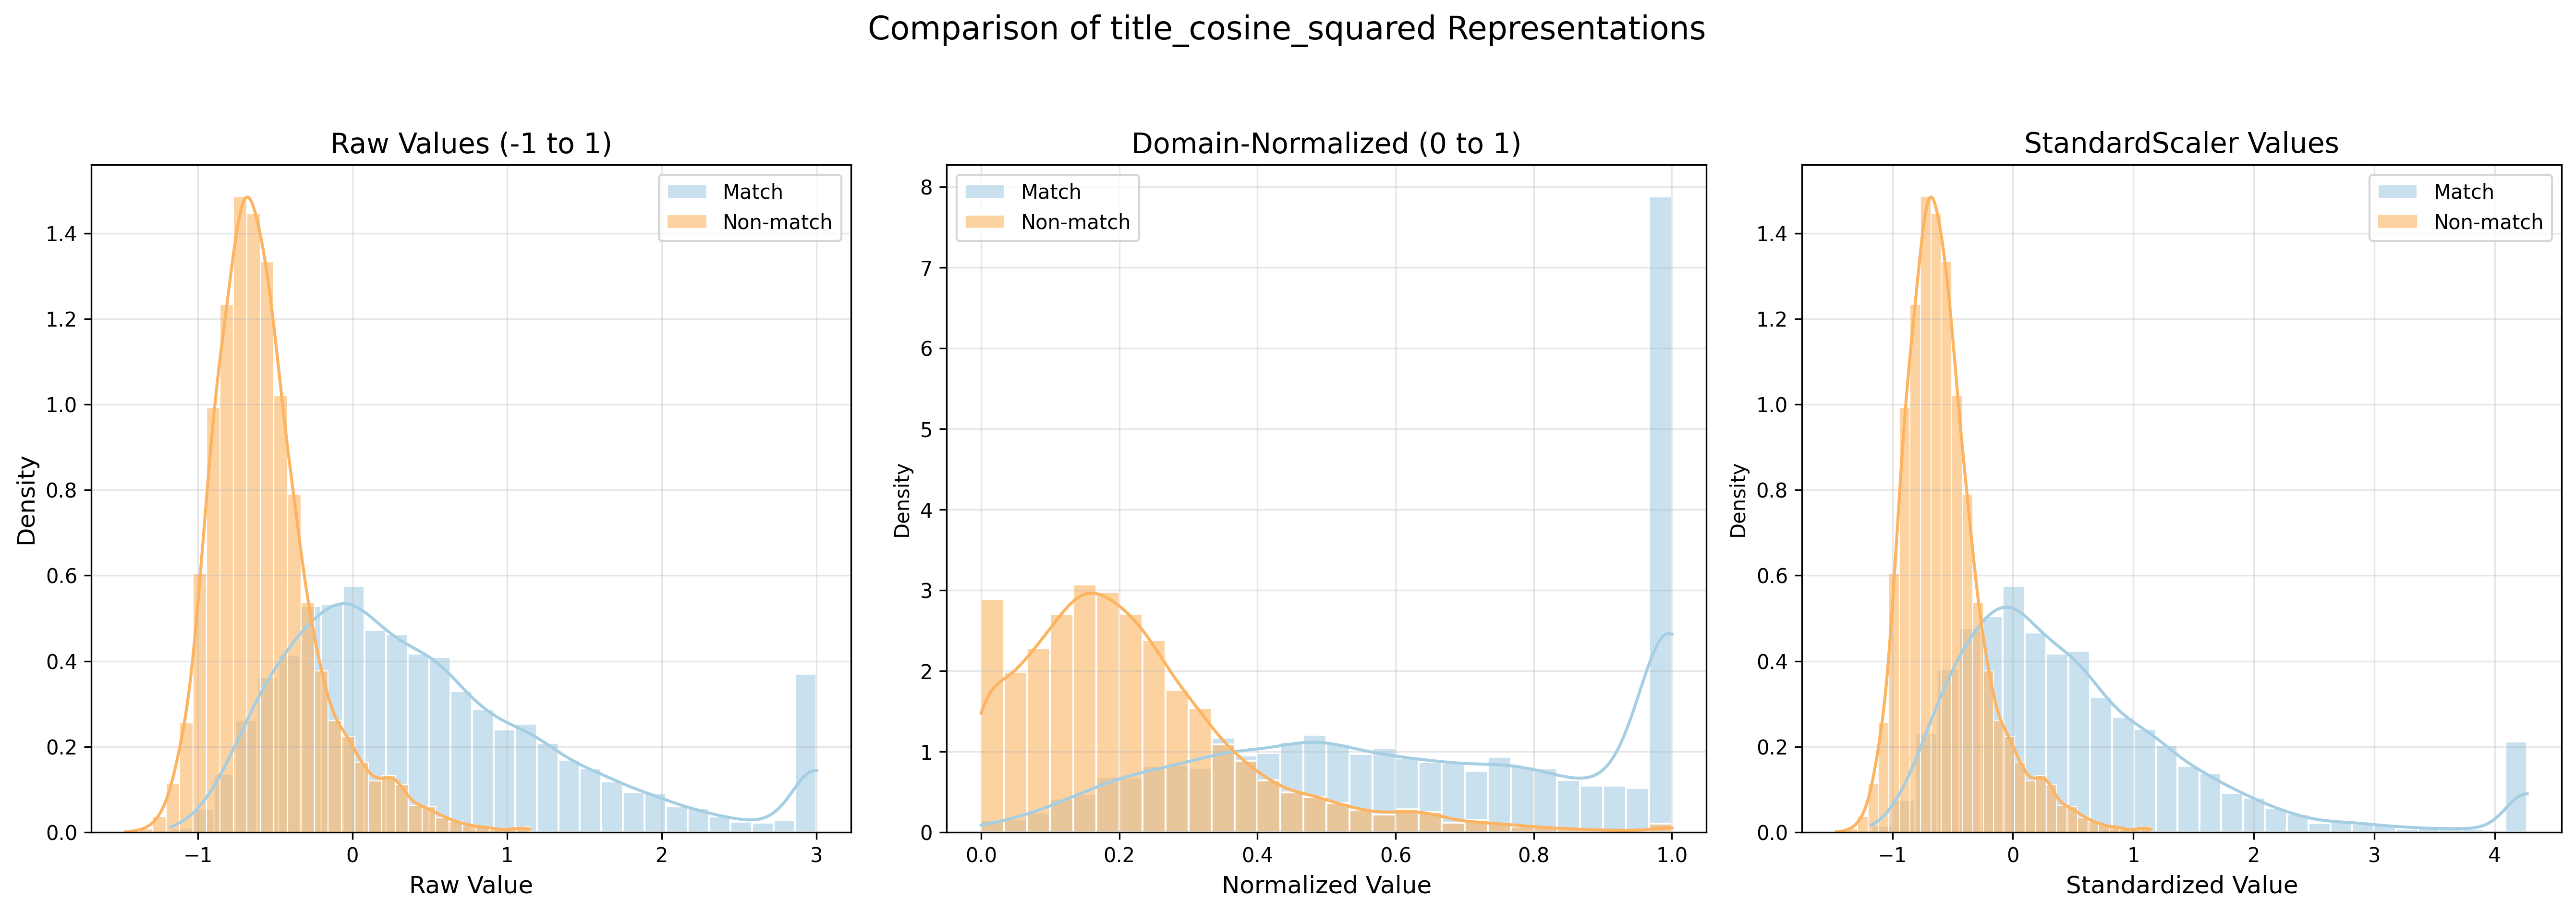 Comparison of title_cosine_squared Representations
Raw Values (-1 to 1)
Match
Non-match
Density
0.0
0.2
0.4
0.6
0.8
1.0
1.2
1.4
−1
0
1
2
3
Raw Value
Domain-Normalized (0 to 1)
Match
Non-match
Density
0
1
2
3
4
5
6
7
8
0.0
0.2
0.4
0.6
0.8
1.0
Normalized Value
StandardScaler Values
Match
Non-match
Density
0.0
0.2
0.4
0.6
0.8
1.0
1.2
1.4
−1
0
1
2
3
4
Standardized Value